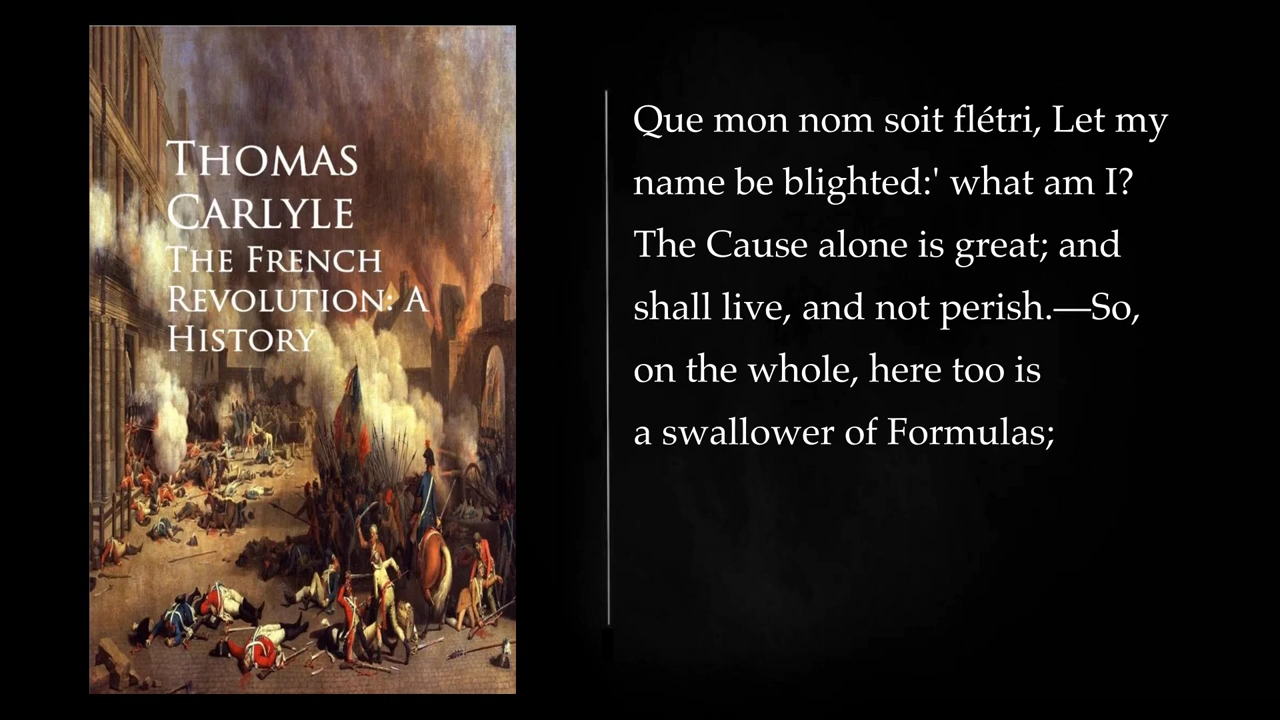 THOMAS
CARLYLE
THE FRENCH
REVOLUTION: A
HISTORY
Que mon nom soit flétri, Let my
name be blighted:' what am I?
The Cause alone is great; and
shall live, and not perish.—So,
on the whole, here too is
a swallower of Formulas;